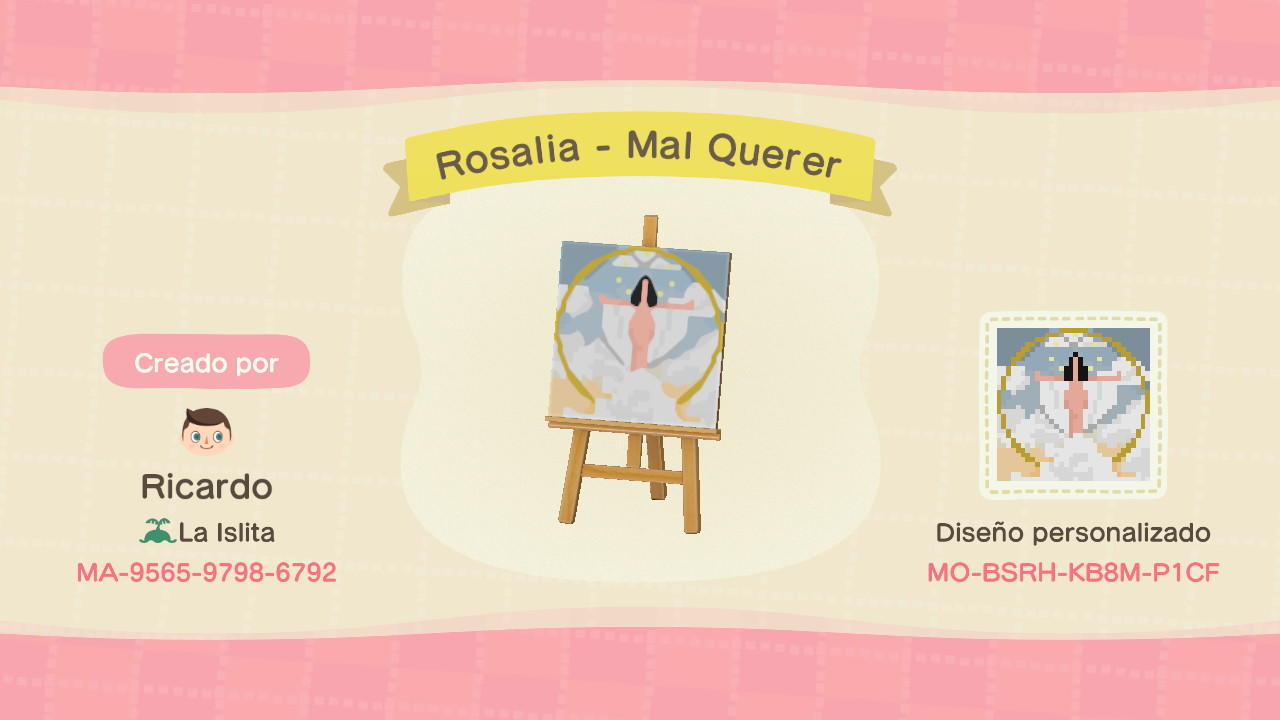 Rosalia - Mal Querer
Creado por
Ricardo
La Islita
MA-9565-9798-6792
Diseño personalizado
MO-BSRH-KB8M-P1CF